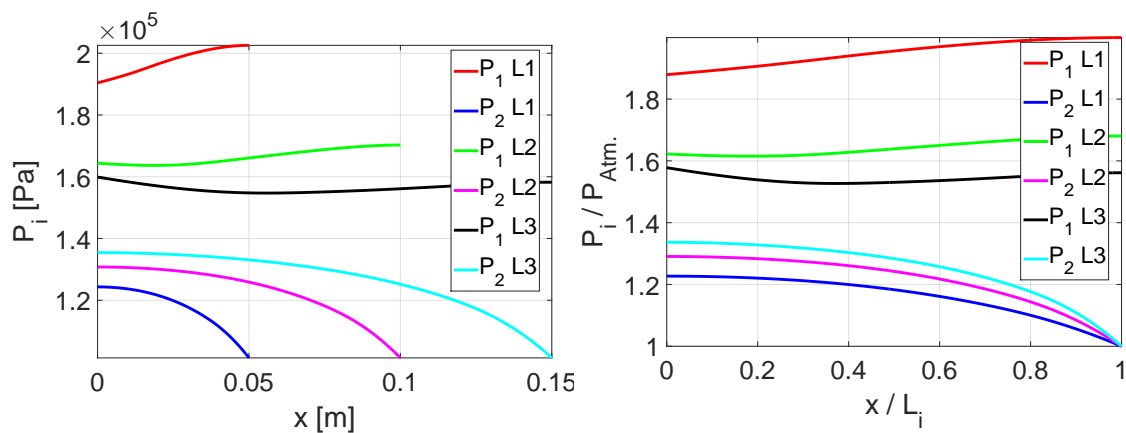 ×10⁵
2
1.8
1.6
1.4
1.2
0
0.05
0.1
0.15
x [m]
P_i [Pa]
P_1 L1
P_2 L1
P_1 L2
P_2 L2
P_1 L3
P_2 L3
1.8
1.6
1.4
1.2
1
0
0.2
0.4
0.6
0.8
1
x / L_i
P_i / P_Atm.
P_1 L1
P_2 L1
P_1 L2
P_2 L2
P_1 L3
P_2 L3